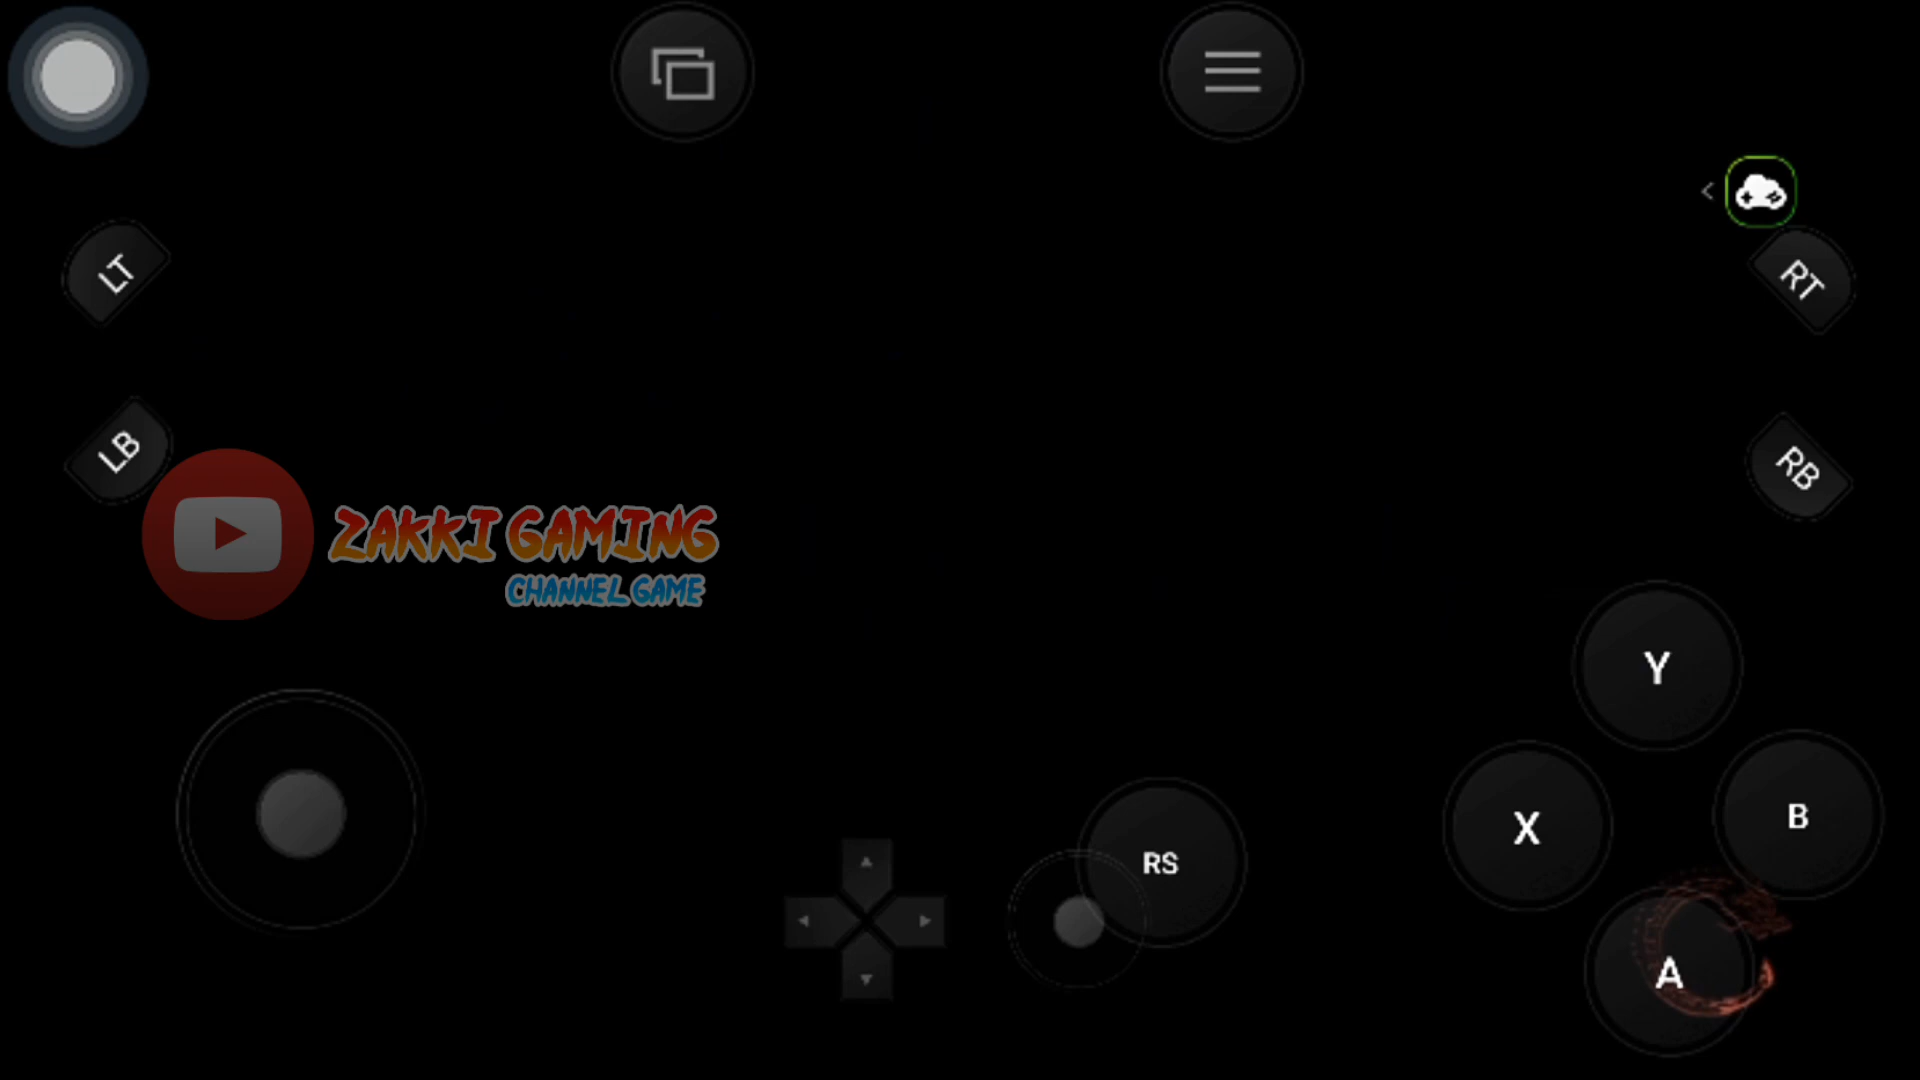 LT
RT
LB
RB
ZAKKI GAMING
CHANNEL GAME
Y
X
B
RS
A